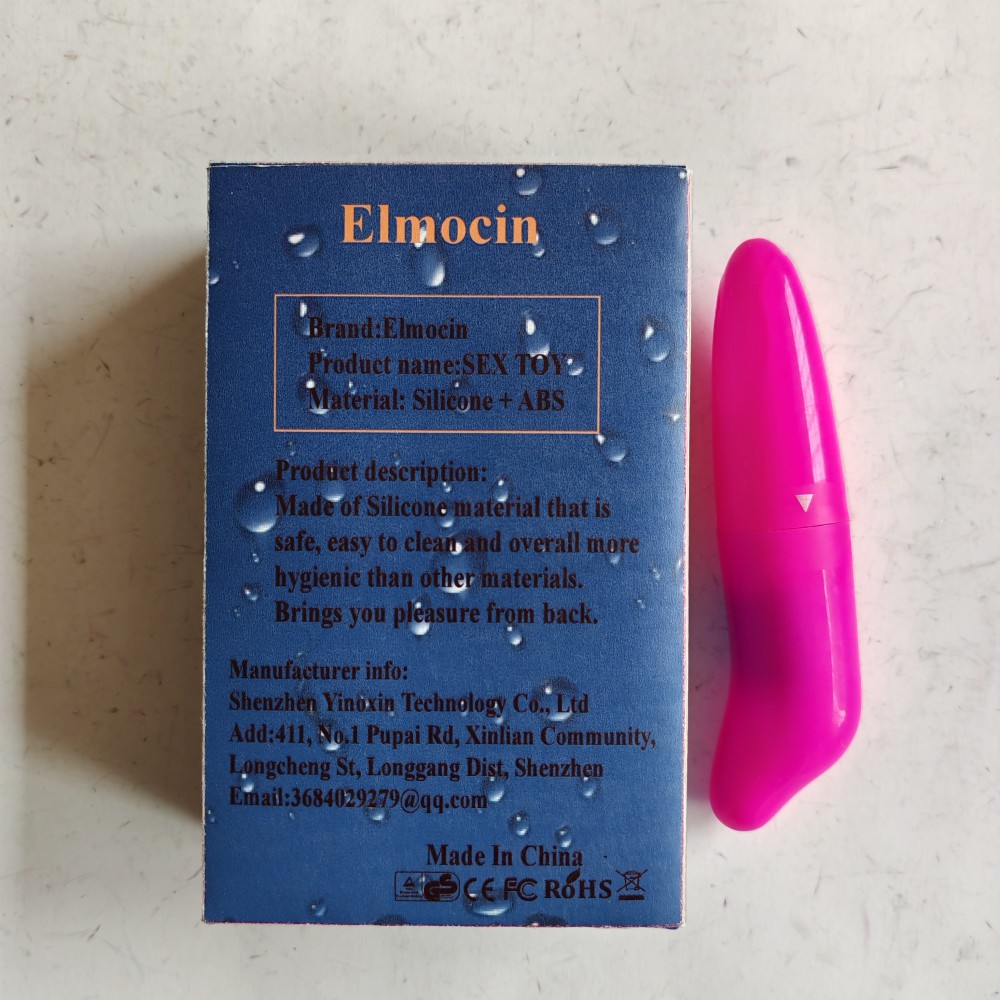 Elmocin
Brand:Elmocin
Product name:SEX TOY
Material: Silicone + ABS
Product description:
Made of Silicone material that is
safe, easy to clean and overall more
hygienic than other materials.
Brings you pleasure from back.
Manufacturer info:
Shenzhen Yinoxin Technology Co., Ltd
Add:411, No.1 Pupai Rd, Xinlian Community,
Longcheng St, Longgang Dist, Shenzhen
Email:3684029279@qq.com
Made In China
GS CE FC RoHS